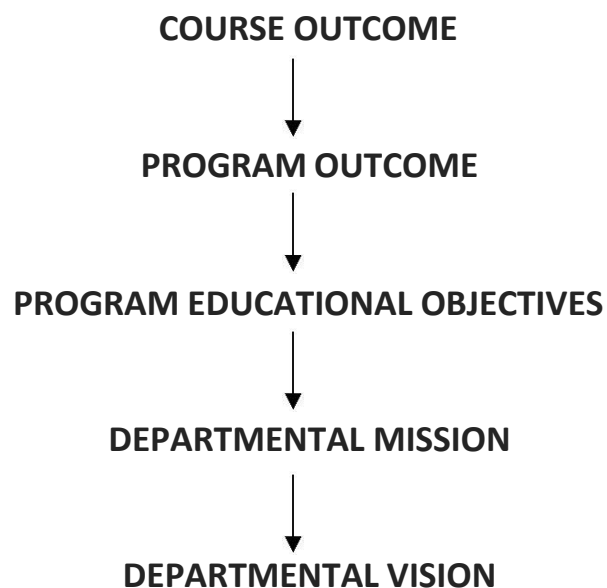 COURSE OUTCOME
PROGRAM OUTCOME
PROGRAM EDUCATIONAL OBJECTIVES
DEPARTMENTAL MISSION
DEPARTMENTAL VISION